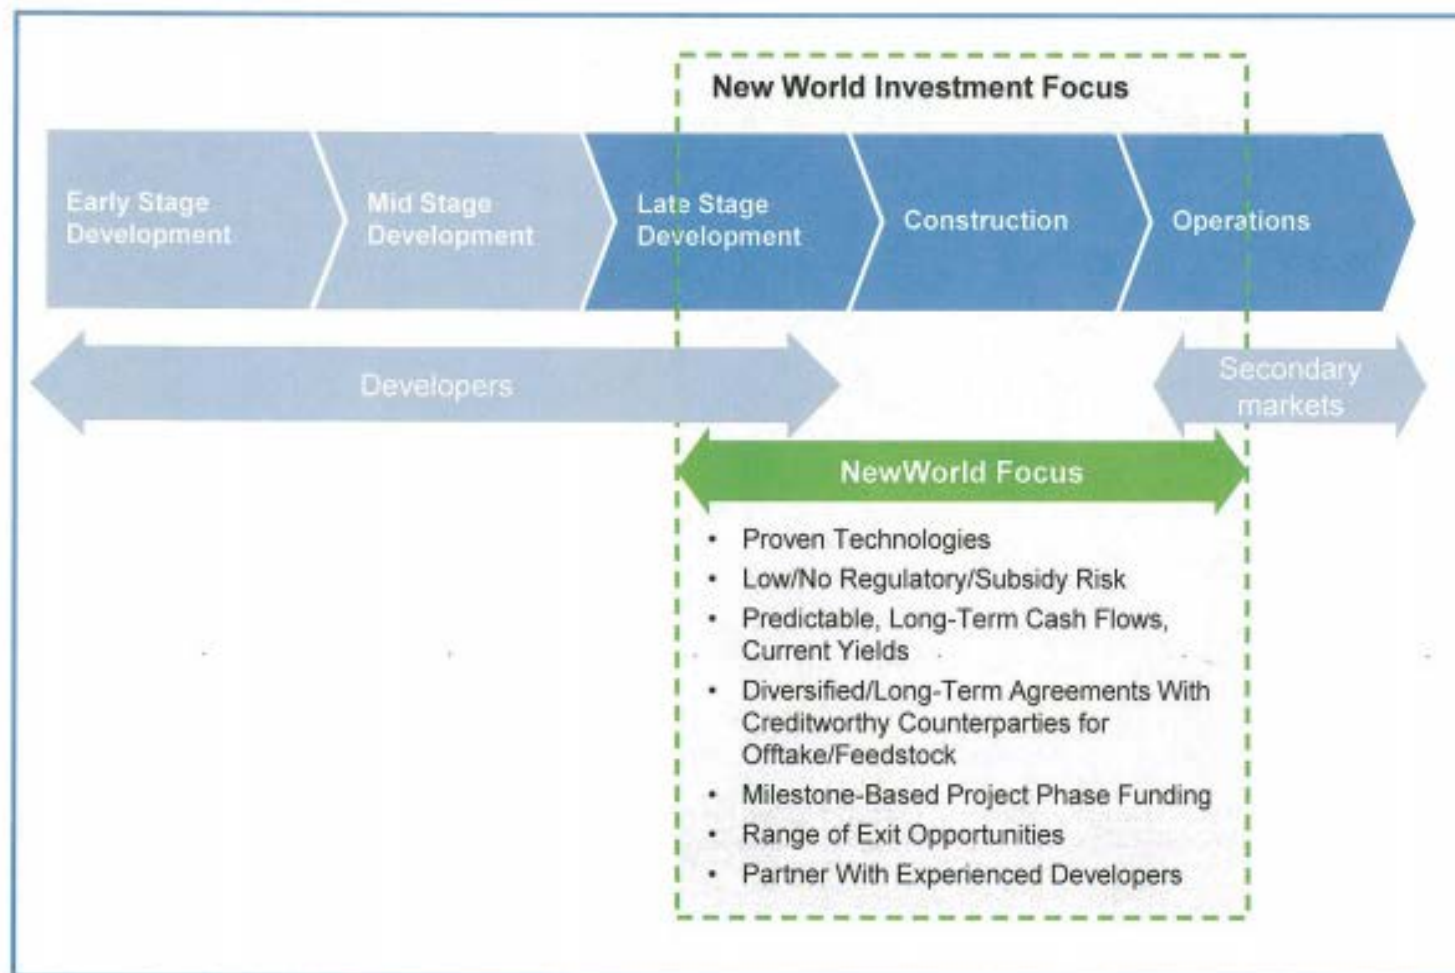 New World Investment Focus
Early Stage
Development
Mid Stage
Development
Late Stage
Development
Construction
Operations
Developers
Secondary
markets
NewWorld Focus
• Proven Technologies
• Low/No Regulatory/Subsidy Risk
• Predictable, Long-Term Cash Flows,
Current Yields
• Diversified/Long-Term Agreements With
Creditworthy Counterparties for
Offtake/Feedstock
• Milestone-Based Project Phase Funding
• Range of Exit Opportunities
• Partner With Experienced Developers